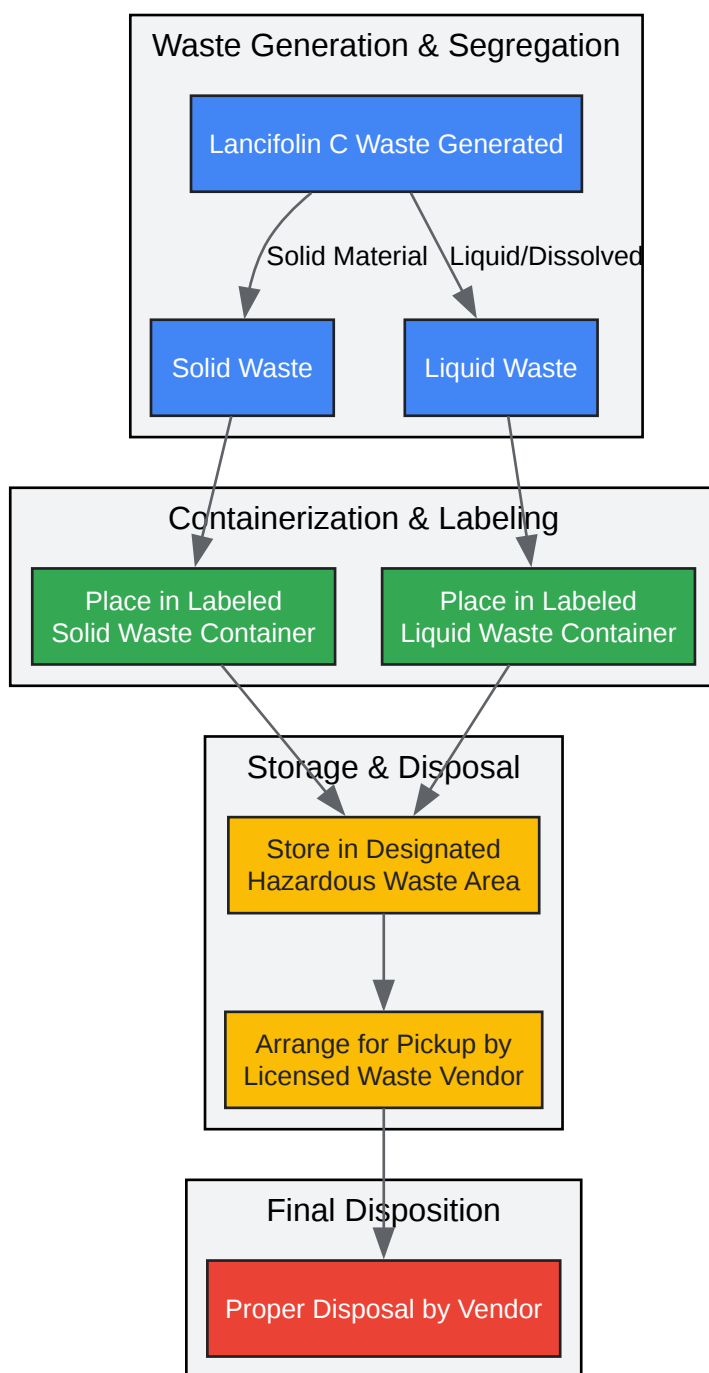 Waste Generation & Segregation
Lancifolin C Waste Generated
Solid Material
Liquid/Dissolved
Solid Waste
Liquid Waste
Containerization & Labeling
Place in Labeled
Solid Waste Container
Place in Labeled
Liquid Waste Container
Storage & Disposal
Store in Designated
Hazardous Waste Area
Arrange for Pickup by
Licensed Waste Vendor
Final Disposition
Proper Disposal by Vendor